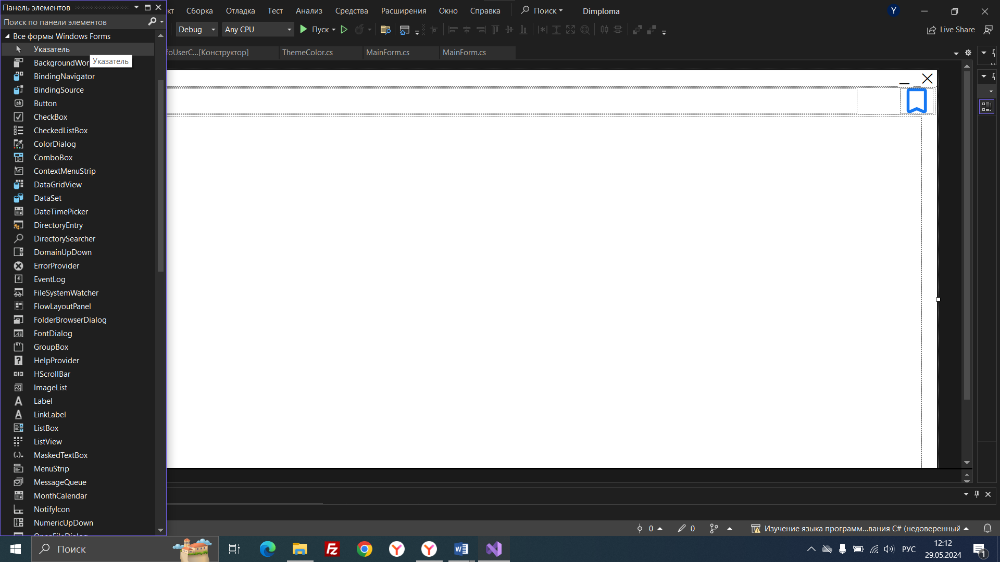 Панель элементов
Поиск по панели элементов
Все формы Windows Forms
Указатель
Указатель
BackgroundWor
BindingNavigator
BindingSource
Button
CheckBox
CheckedListBox
ColorDialog
ComboBox
ContextMenuStrip
DataGridView
DataSet
DateTimePicker
DirectoryEntry
DirectorySearcher
DomainUpDown
ErrorProvider
EventLog
FileSystemWatcher
FlowLayoutPanel
FolderBrowserDialog
FontDialog
GroupBox
HelpProvider
HScrollBar
ImageList
Label
LinkLabel
ListBox
ListView
MaskedTextBox
MenuStrip
MessageQueue
MonthCalendar
NotifyIcon
NumericUpDown
OpenFileDialog
кт Сборка Отладка Тест Анализ Средства Расширения Окно Справка Поиск Dimploma Y
Debug Any CPU Пуск Live Share
foUserC...[Конструктор] ThemeColor.cs MainForm.cs MainForm.cs
0 0 Изучение языка программ...вания C# (недоверенный
Поиск
РУС
12:12
29.05.2024
1